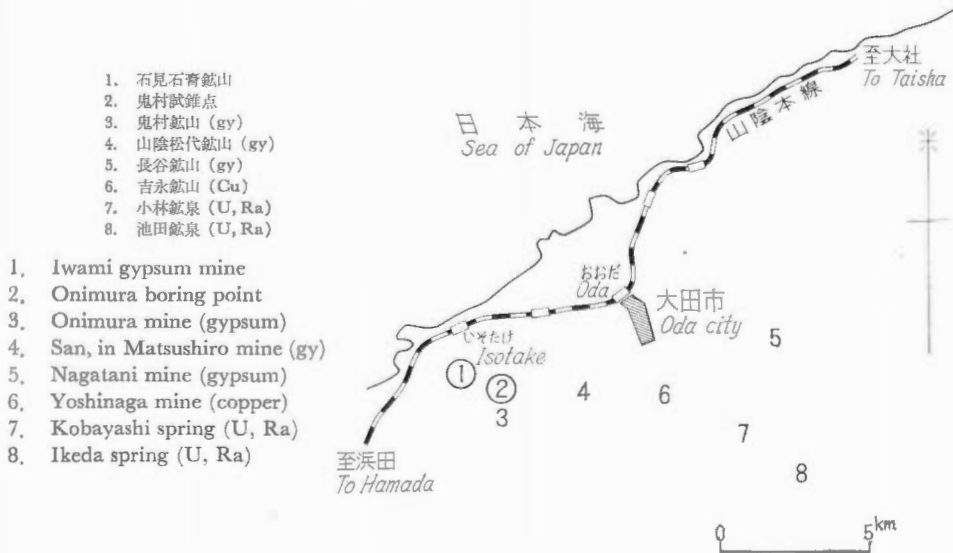 1. 石見石膏鉱山
2. 鬼村試錐点
3. 鬼村鉱山 (gy)
4. 山陰松代鉱山 (gy)
5. 長谷鉱山 (gy)
6. 吉永鉱山 (Cu)
7. 小林鉱泉 (U, Ra)
8. 池田鉱泉 (U, Ra)
1. Iwami gypsum mine
2. Onimura boring point
3. Onimura mine (gypsum)
4. San, in Matsushiro mine (gy)
5. Nagatani mine (gypsum)
6. Yoshinaga mine (copper)
7. Kobayashi spring (U, Ra)
8. Ikeda spring (U, Ra)
至大社
To Taisha
山陰本線
日本海
Sea of Japan
おおだ
Oda
大田市
Oda city
いそたけ
Isotake
1
2
3
4
5
6
7
8
至浜田
To Hamada
0 5 km